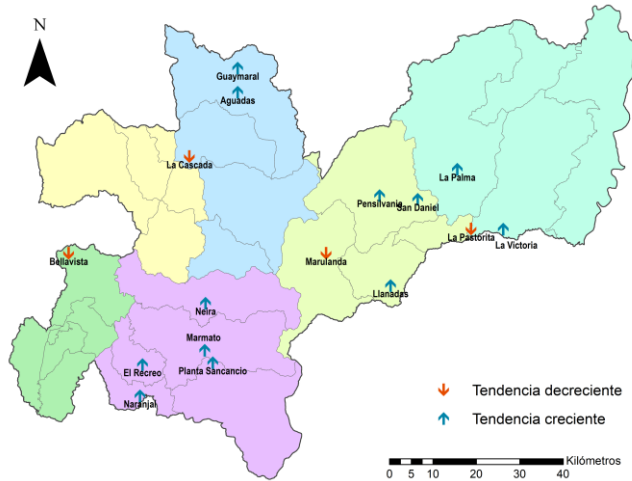 N
Guaymaral
Aguadas
La Cascada
La Palma
Pensilvania
San Daniel
La Pastorita
La Victoria
Bellavista
Marulanda
Llanadas
Neira
Marmato
El Recreo
Planta Sancancio
Naranjal
Tendencia decreciente
Tendencia creciente
0 5 10 20 30 40 Kilómetros